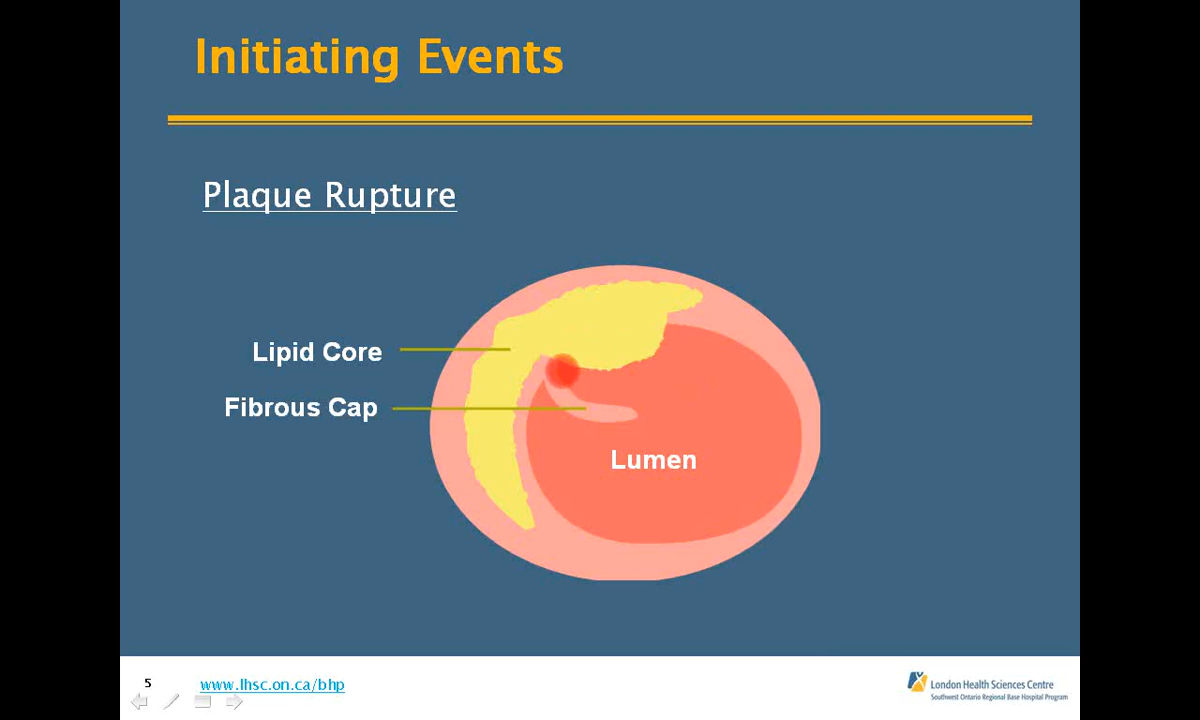 Initiating Events
Plaque Rupture
Lipid Core
Fibrous Cap
Lumen
5
www.lhsc.on.ca/bhp
London Health Sciences Centre
Southwest Ontario Regional Base Hospital Program